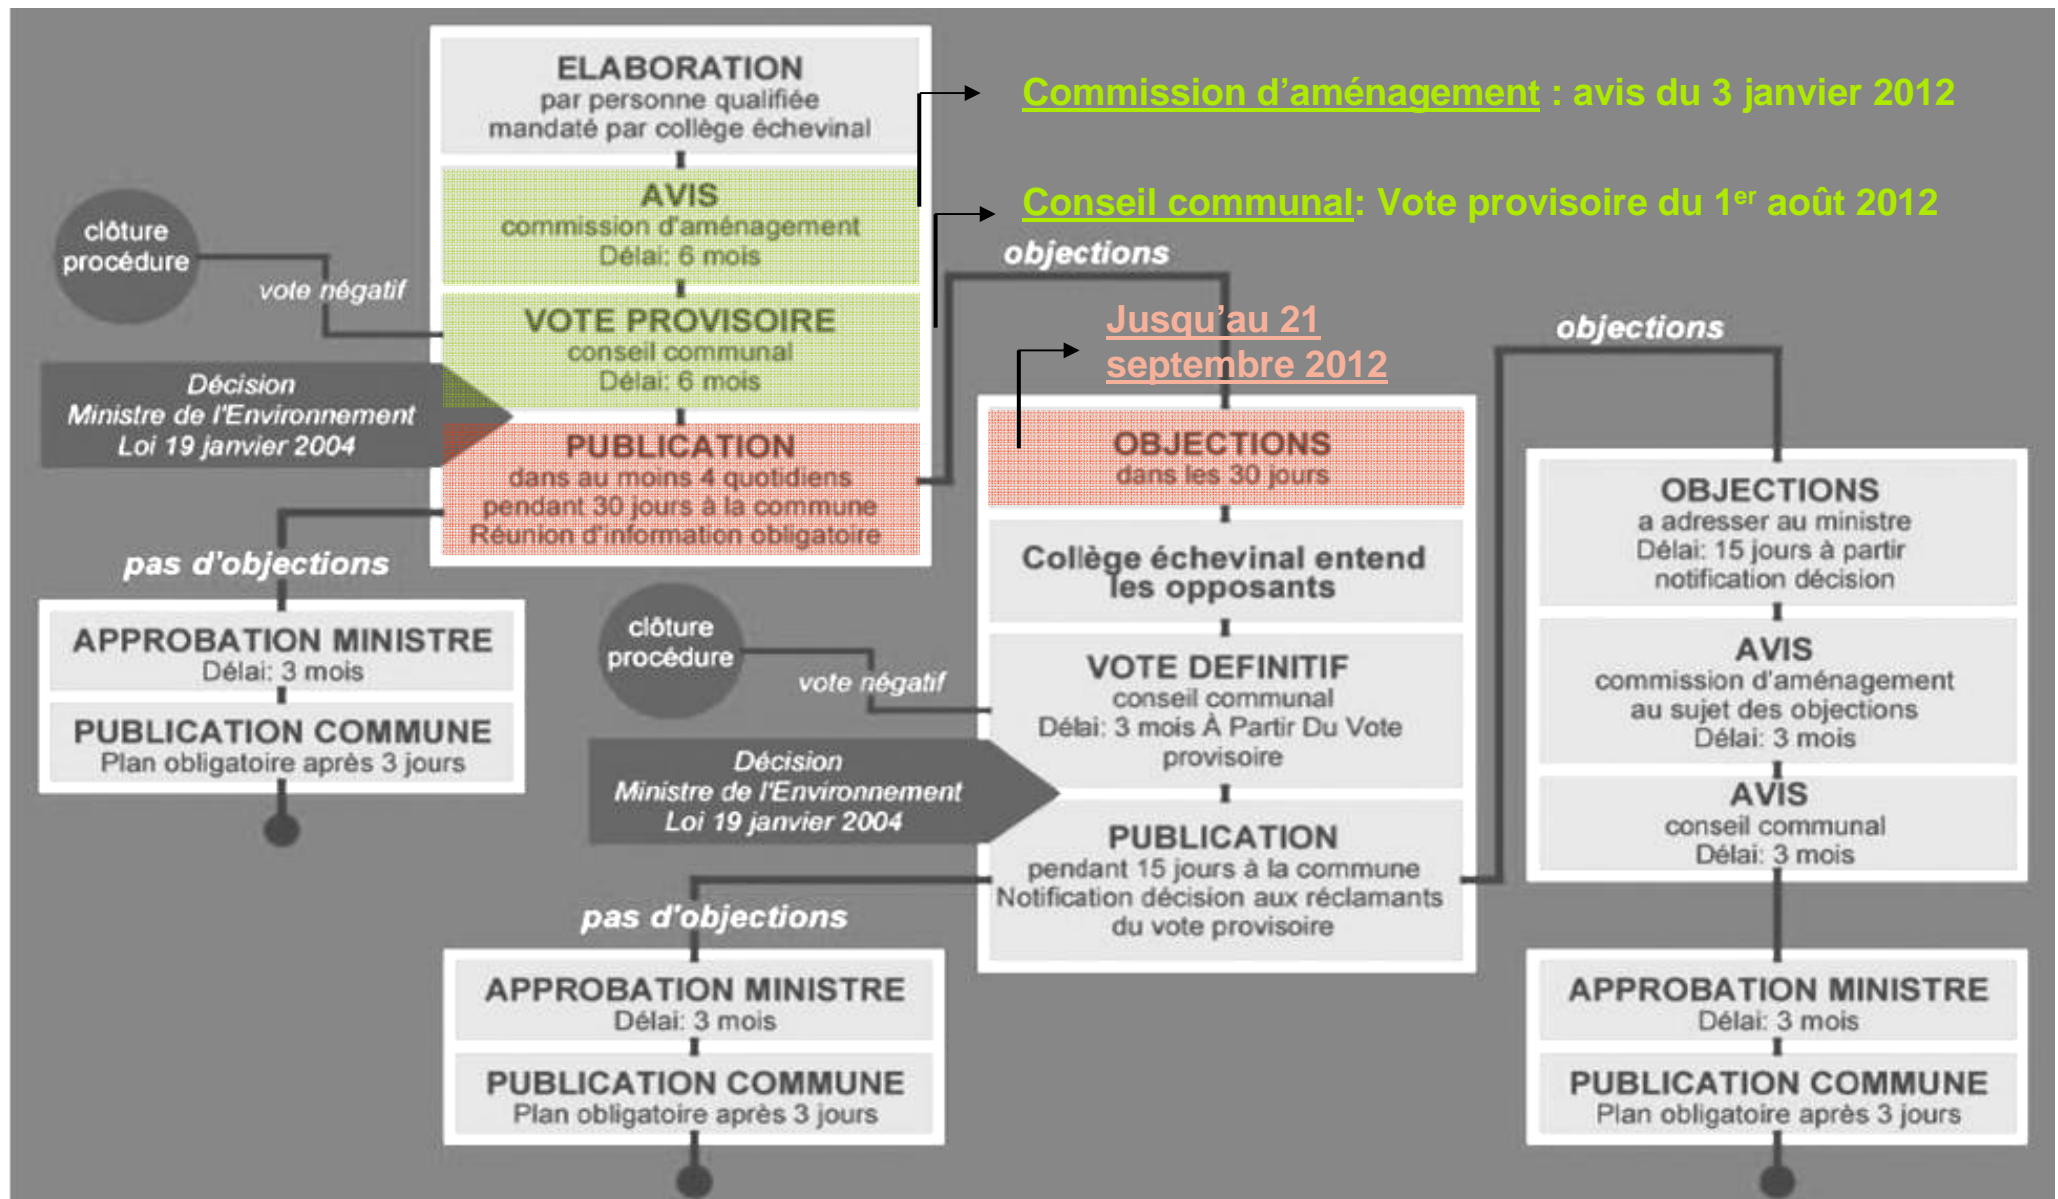 ELABORATION
par personne qualifiée
mandaté par collège échevinal
AVIS
commission d'aménagement
Délai: 6 mois
VOTE PROVISOIRE
conseil communal
Délai: 6 mois
PUBLICATION
dans au moins 4 quotidiens
pendant 30 jours à la commune
Réunion d'information obligatoire
Commission d'aménagement : avis du 3 janvier 2012
Conseil communal: Vote provisoire du 1er août 2012
clôture
procédure
vote négatif
Décision
Ministre de l'Environnement
Loi 19 janvier 2004
pas d'objections
APPROBATION MINISTRE
Délai: 3 mois
PUBLICATION COMMUNE
Plan obligatoire après 3 jours
objections
Jusqu'au 21
septembre 2012
OBJECTIONS
dans les 30 jours
Collège échevinal entend
les opposants
VOTE DEFINITIF
conseil communal
Délai: 3 mois À Partir Du Vote
provisoire
PUBLICATION
pendant 15 jours à la commune
Notification décision aux réclamants
du vote provisoire
clôture
procédure
vote négatif
Décision
Ministre de l'Environnement
Loi 19 janvier 2004
pas d'objections
APPROBATION MINISTRE
Délai: 3 mois
PUBLICATION COMMUNE
Plan obligatoire après 3 jours
objections
OBJECTIONS
a adresser au ministre
Délai: 15 jours à partir
notification décision
AVIS
commission d'aménagement
au sujet des objections
Délai: 3 mois
AVIS
conseil communal
Délai: 3 mois
APPROBATION MINISTRE
Délai: 3 mois
PUBLICATION COMMUNE
Plan obligatoire après 3 jours